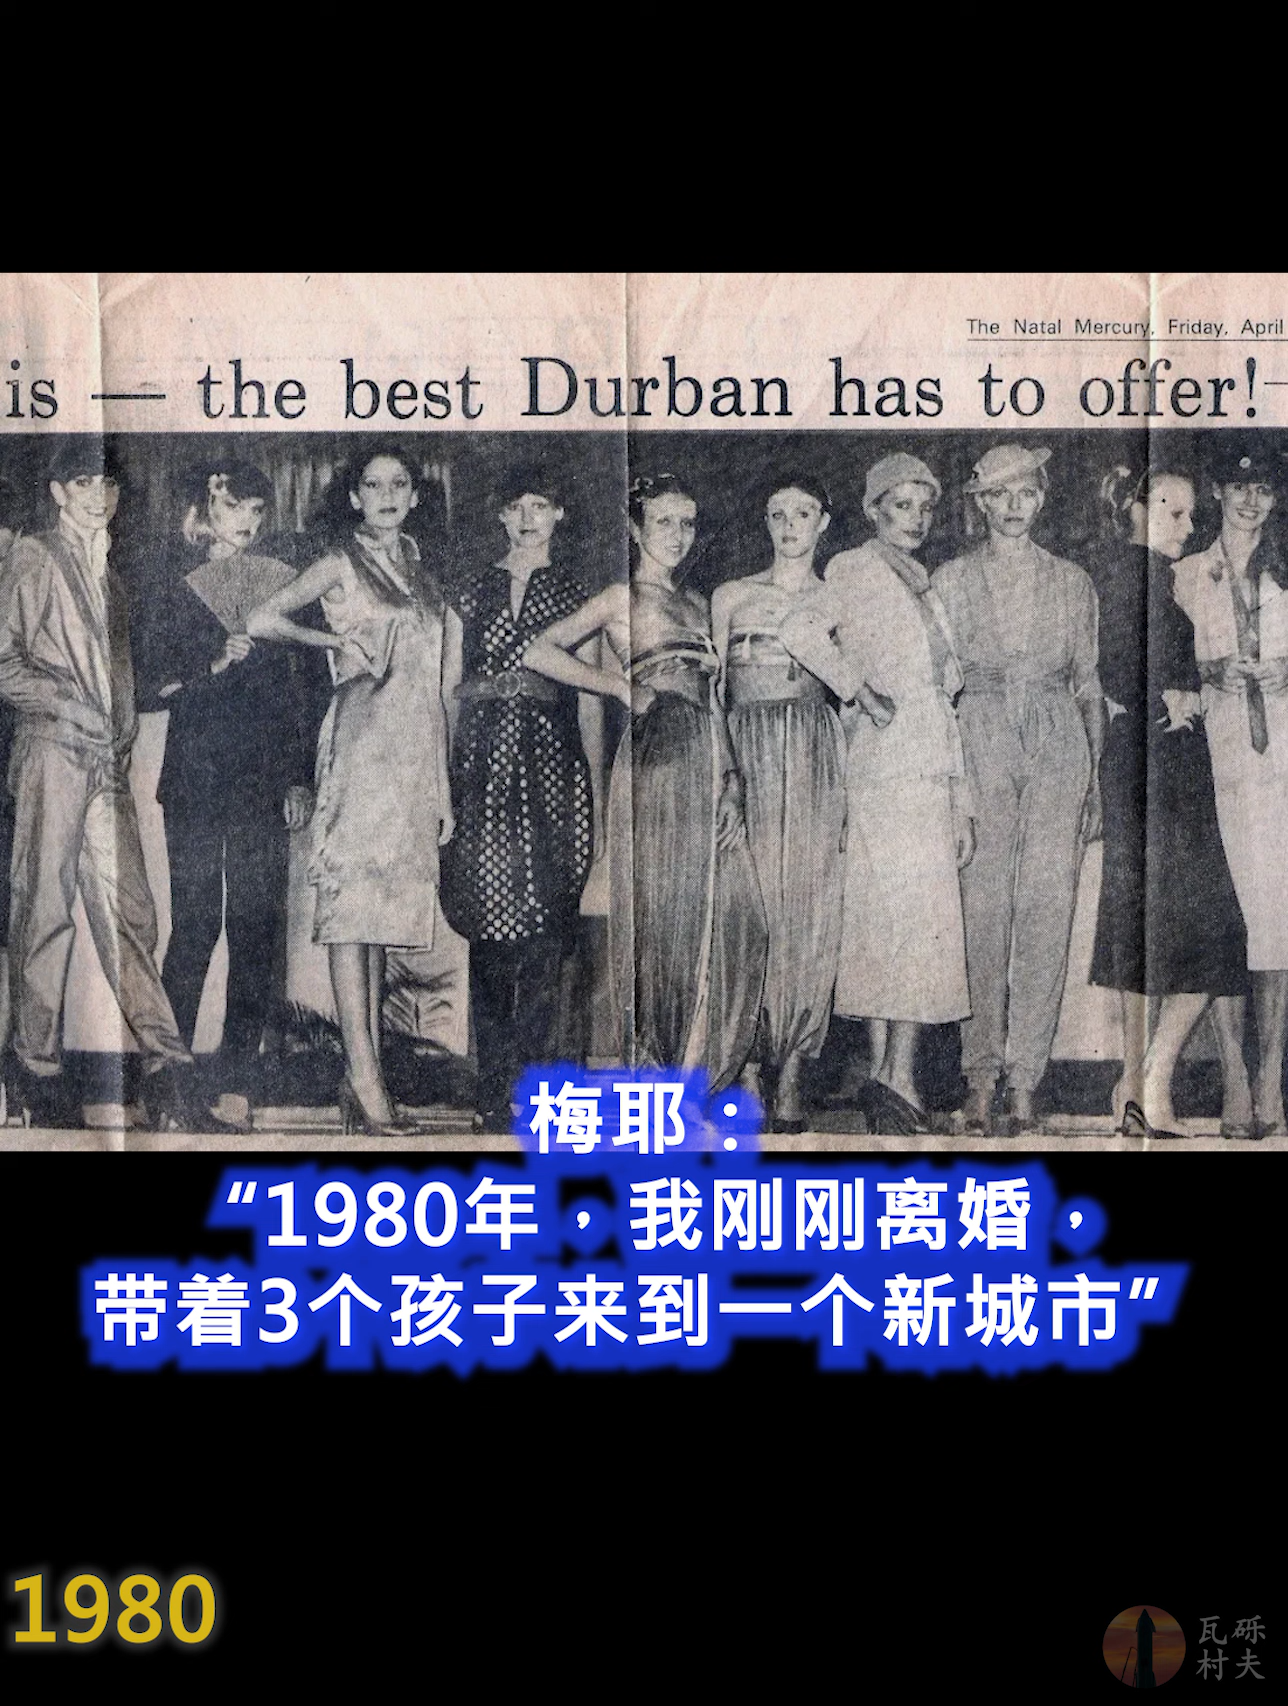 The Natal Mercury, Friday, April
is — the best Durban has to offer!
梅耶：
“1980年，我刚刚离婚，
带着3个孩子来到一个新城市”
1980
瓦砾
村夫